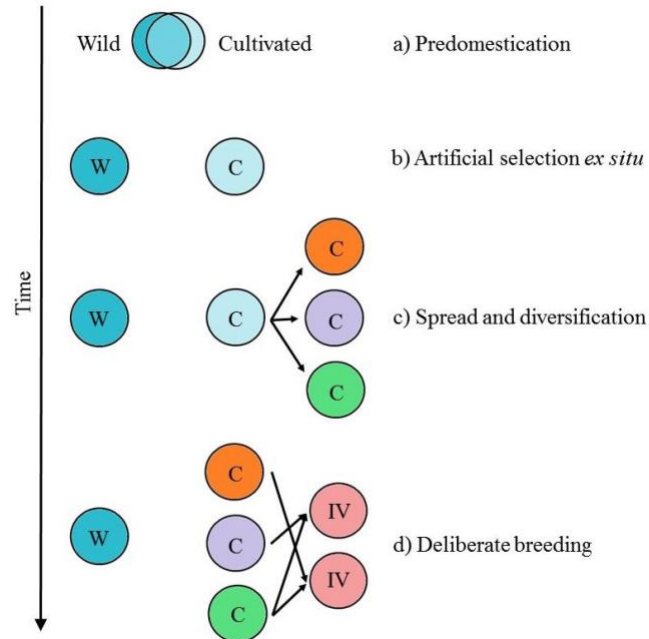 Wild Cultivated a) Predomestication
W C b) Artificial selection ex situ
C
W C C c) Spread and diversification
C
Time
C
IV
W C d) Deliberate breeding
IV
C